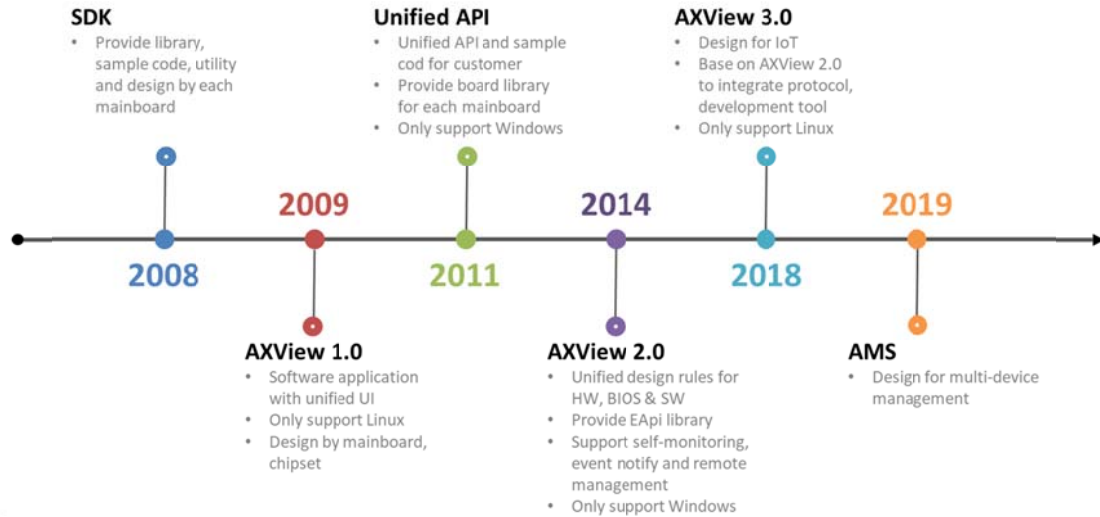 SDK
• Provide library,
sample code, utility
and design by each
mainboard
Unified API
• Unified API and sample
cod for customer
• Provide board library
for each mainboard
• Only support Windows
AXView 3.0
• Design for IoT
• Base on AXView 2.0
to integrate protocol,
development tool
• Only support Linux
2009
2014
2019
2008
2011
2018
AXView 1.0
• Software application
with unified UI
• Only support Linux
• Design by mainboard,
chipset
AXView 2.0
• Unified design rules for
HW, BIOS & SW
• Provide EApi library
• Support self-monitoring,
event notify and remote
management
• Only support Windows
AMS
• Design for multi-device
management